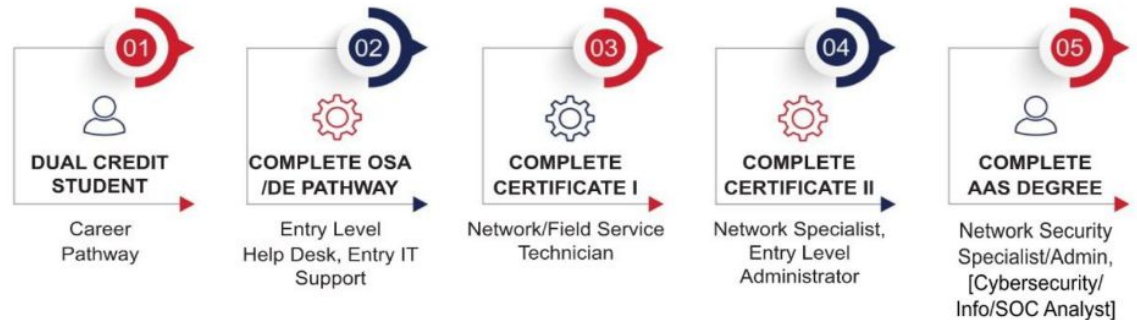 01
DUAL CREDIT
STUDENT
Career
Pathway
02
COMPLETE OSA
/DE PATHWAY
Entry Level
Help Desk, Entry IT
Support
03
COMPLETE
CERTIFICATE I
Network/Field Service
Technician
04
COMPLETE
CERTIFICATE II
Network Specialist,
Entry Level
Administrator
05
COMPLETE
AAS DEGREE
Network Security
Specialist/Admin,
[Cybersecurity/
Info/SOC Analyst]